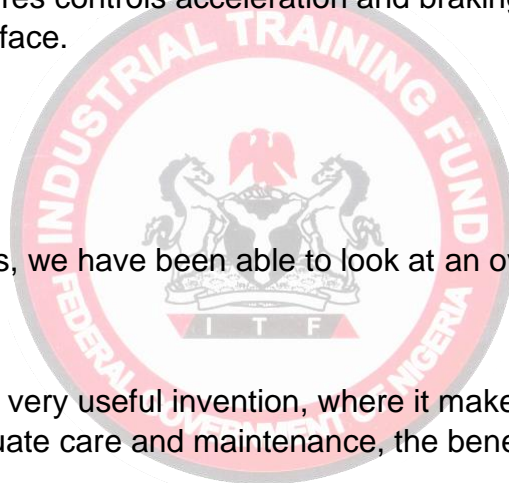 res controls acceleration and braking
face.
INDUSTRIAL TRAINING FUND
s, we have been able to look at an ov
I T F
very useful invention, where it make
uate care and maintenance, the bene
FEDERAL GOVERNMENT OF NIGERIA